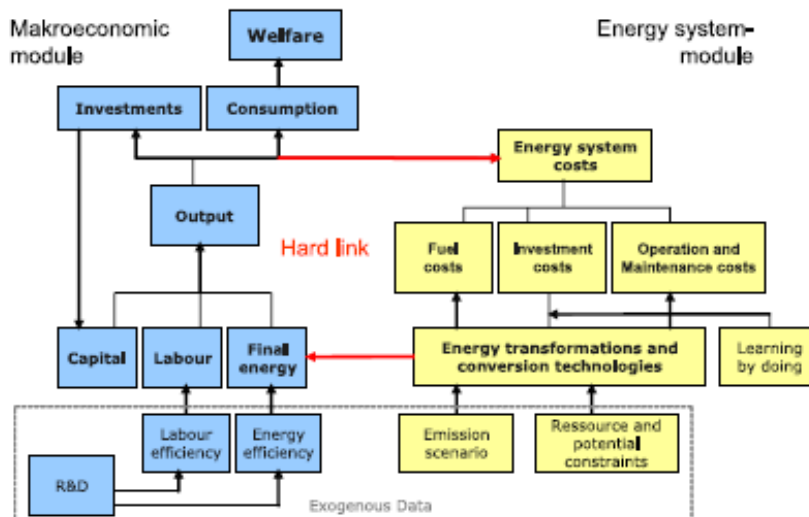 Makroeconomic
module
Welfare
Energy system-
module
Investments
Consumption
Energy system
costs
Output
Hard link
Fuel
costs
Investment
costs
Operation and
Maintenance costs
Capital
Labour
Final
energy
Energy transformations and
conversion technologies
Learning
by doing
Labour
efficiency
Energy
efficiency
Emission
scenario
Ressource and
potential
constraints
R&D
Exogenous Data